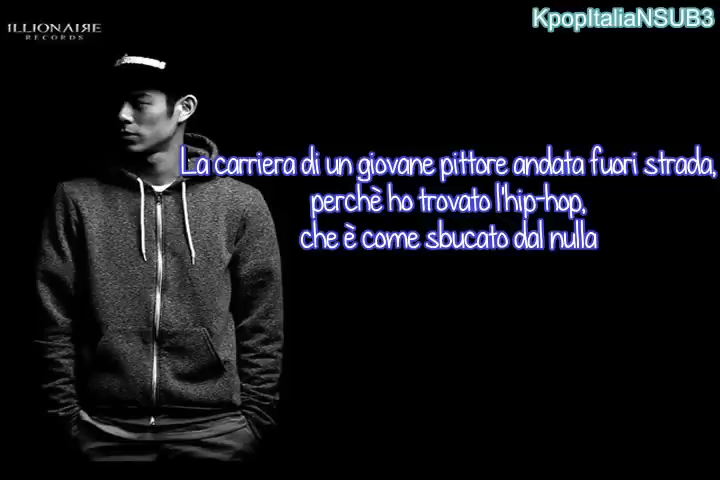 1LLIONAIRE
RECORDS
KpopItaliaNSUB3
La carriera di un giovane pittore andata fuori strada,
perchè ho trovato l'hip-hop,
che è come sbucato dal nulla